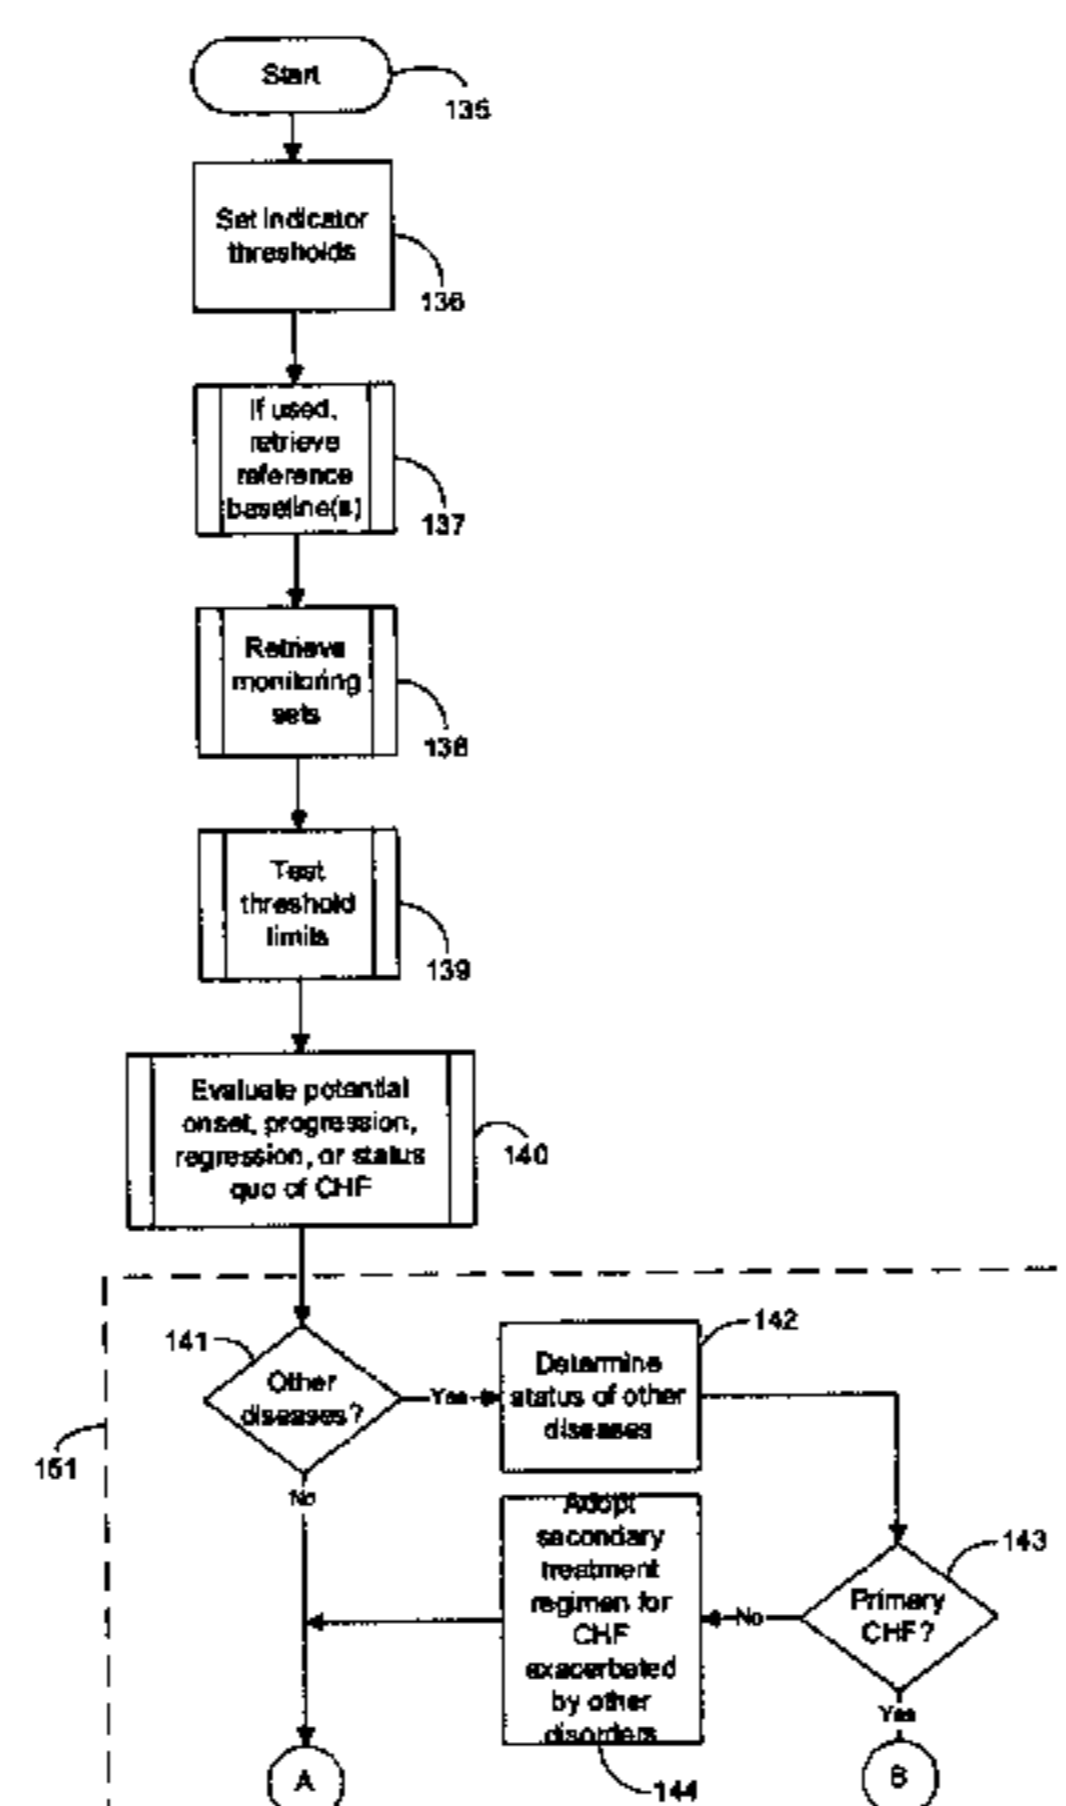 Start
135
Set indicator
thresholds
136
If used,
retrieve
reference
baseline(s)
137
Retrieve
monitoring
sets
138
Test
threshold
limits
139
Evaluate potential
onset, progression,
regression, or status
quo of CHF
140
141
Other
diseases?
Yes
No
142
Determine
status of other
diseases
151
143
Primary
CHF?
No
Yes
Adopt
secondary
treatment
regimen for
CHF
exacerbated
by other
disorders
144
A
B